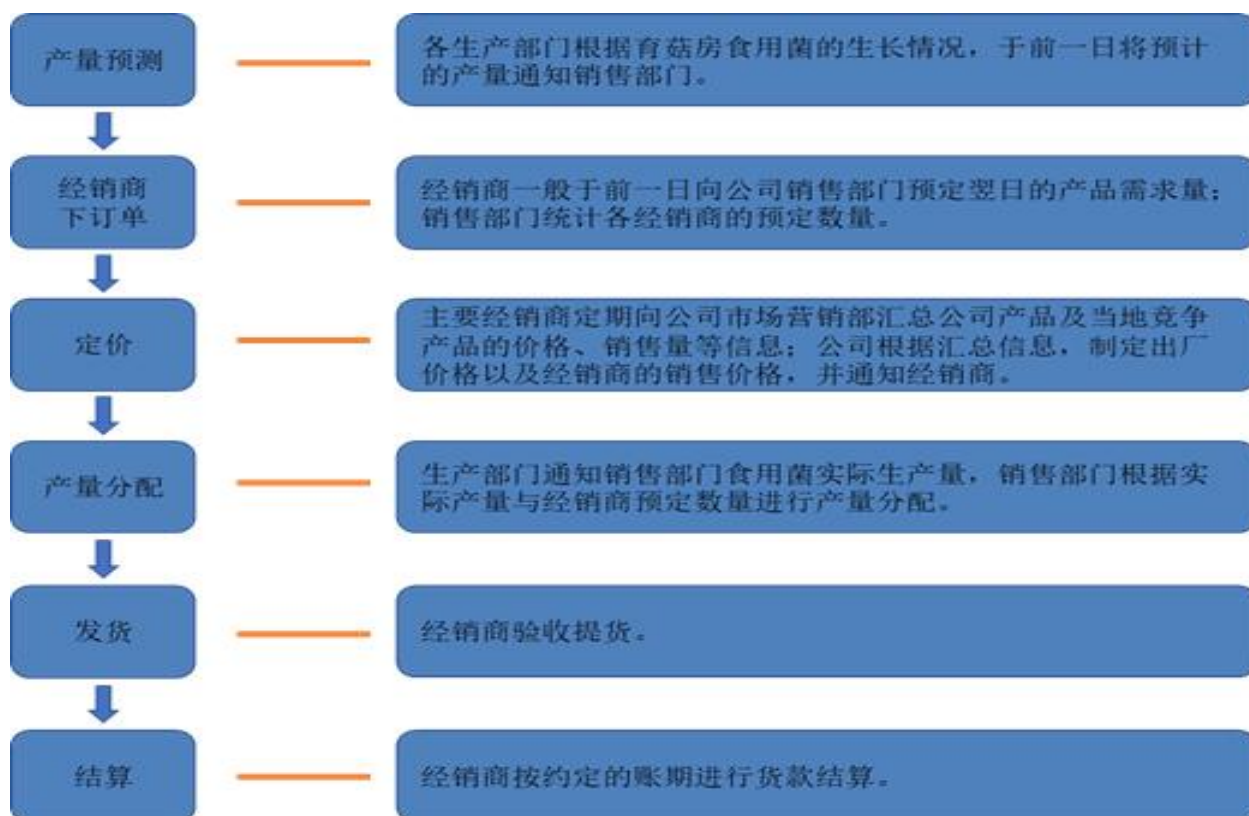 产量预测
各生产部门根据育菇房食用菌的生长情况，于前一日将预计
的产量通知销售部门。
经销商
下订单
经销商一般于前一日向公司销售部门预定翌日的产品需求量；
销售部门统计各经销商的预定数量。
定价
主要经销商定期向公司市场营销部汇总公司产品及当地竞争
产品的价格、销售量等信息；公司根据汇总信息，制定出厂
价格以及经销商的销售价格，并通知经销商。
产量分配
生产部门通知销售部门食用菌实际生产量，销售部门根据实
际产量与经销商预定数量进行产量分配。
发货
经销商验收提货。
结算
经销商按约定的账期进行货款结算。